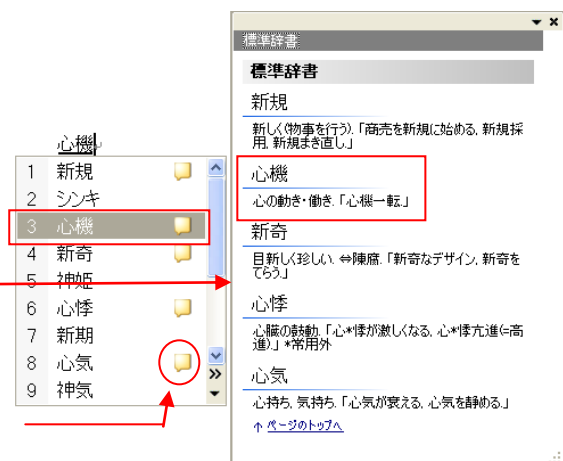 心機
1 新規
2 シンキ
3 心機
4 新奇
5 神姫
6 心悸
7 新期
8 心気
9 神気
標準辞書
標準辞書
新規
新しく(物事を行う). 「商売を新規に始める, 新規採
用, 新規まき直し.」
心機
心の動き・働き. 「心機一転.」
新奇
目新しく珍しい. ⇔陳腐. 「新奇なデザイン, 新奇を
てらう.」
心悸
心臓の鼓動. 「心*悸が激しくなる, 心*悸亢進(=高
進).」 *常用外
心気
心持ち, 気持ち. 「心気が衰える, 心気を静める.」
↑ ページのトップへ